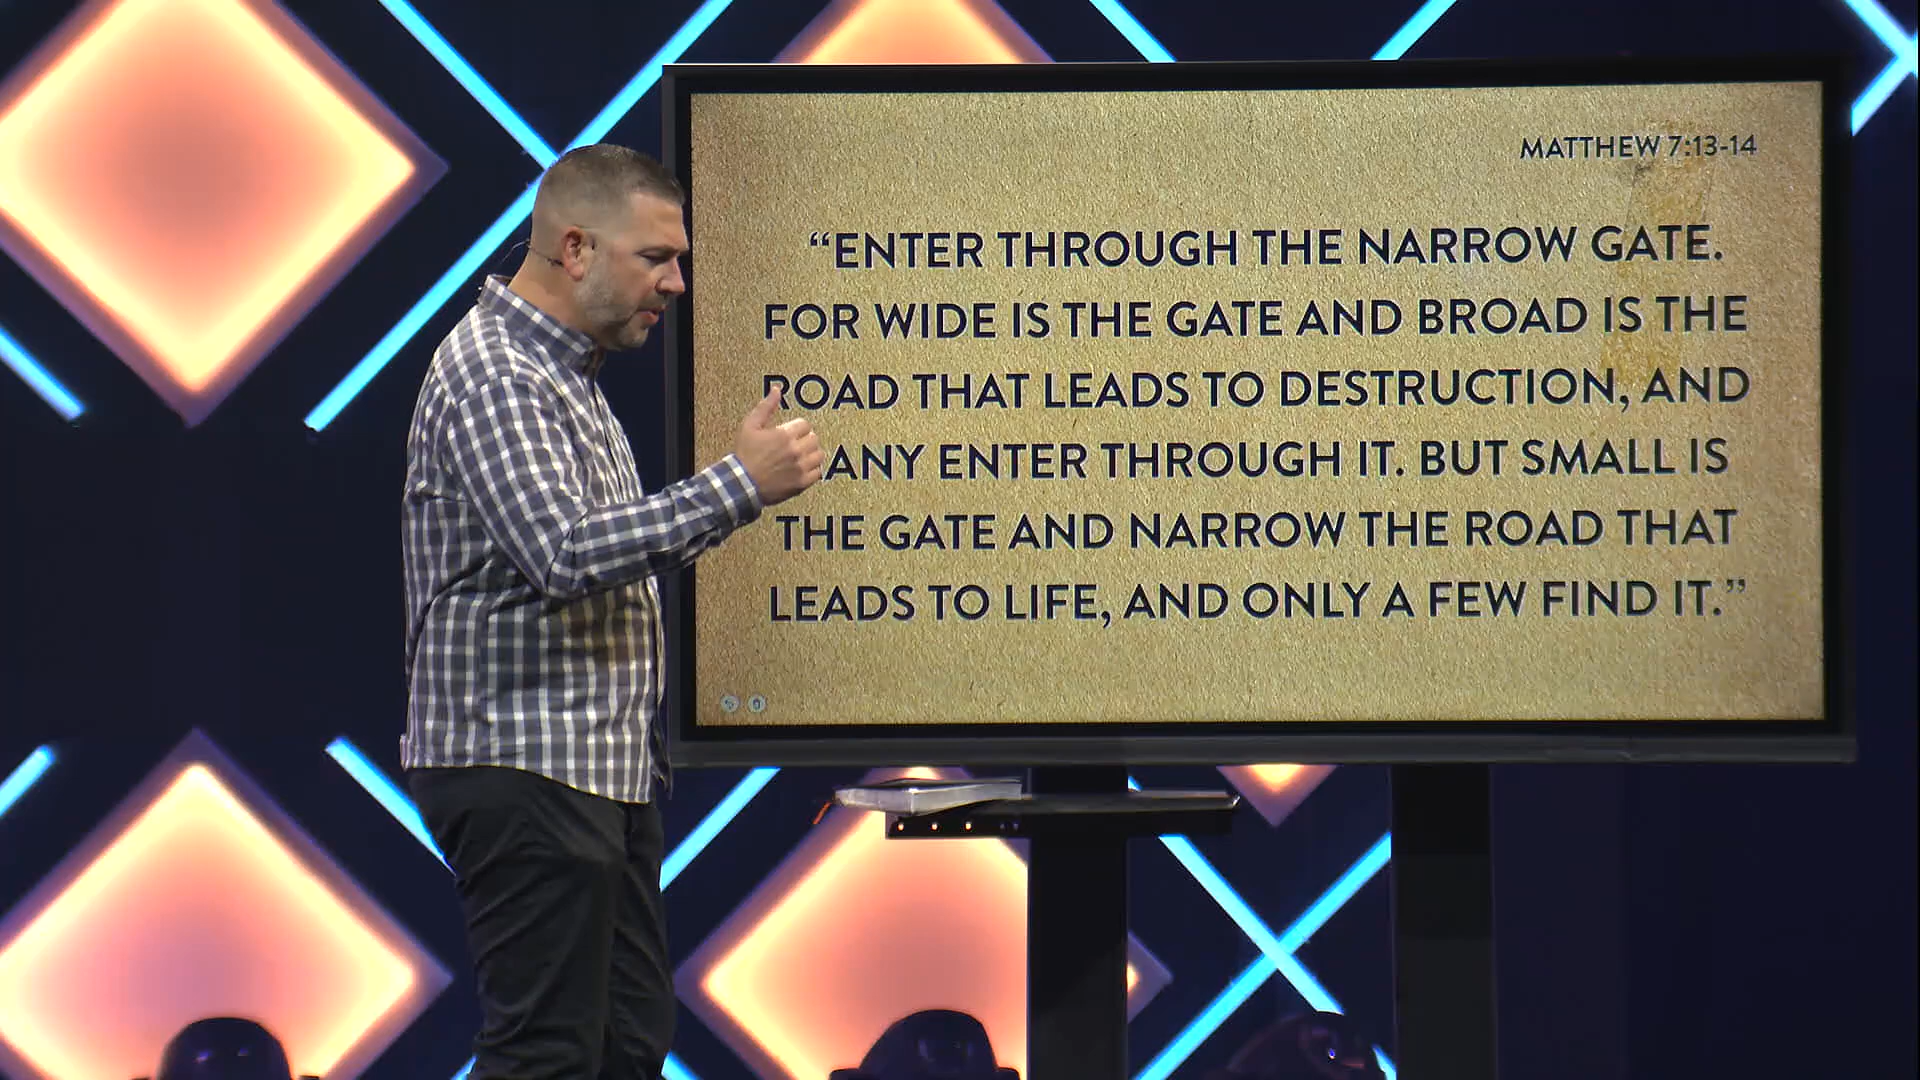 MATTHEW 7:13-14
“ENTER THROUGH THE NARROW GATE.
FOR WIDE IS THE GATE AND BROAD IS THE
ROAD THAT LEADS TO DESTRUCTION, AND
ANY ENTER THROUGH IT. BUT SMALL IS
THE GATE AND NARROW THE ROAD THAT
LEADS TO LIFE, AND ONLY A FEW FIND IT.”